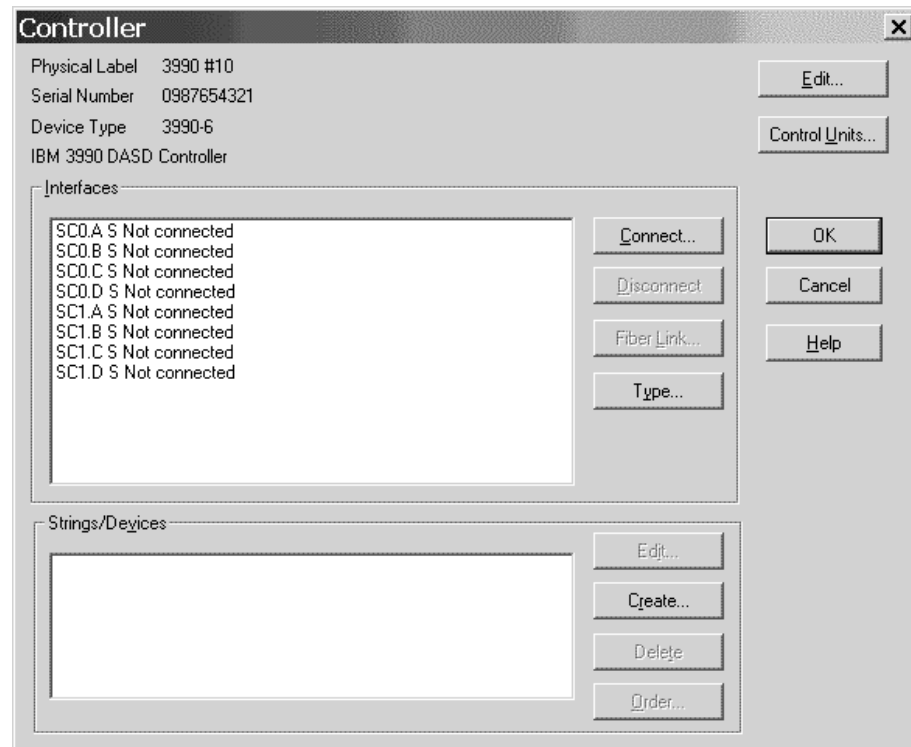 Controller
Physical Label 3990 #10
Serial Number 0987654321
Device Type 3990-6
IBM 3990 DASD Controller
Edit...
Control Units...
Interfaces
SC0.A S Not connected
SC0.B S Not connected
SC0.C S Not connected
SC0.D S Not connected
SC1.A S Not connected
SC1.B S Not connected
SC1.C S Not connected
SC1.D S Not connected
Connect...
Disconnect
Fiber Link...
Type...
OK
Cancel
Help
Strings/Devices
Edit...
Create...
Delete
Order...